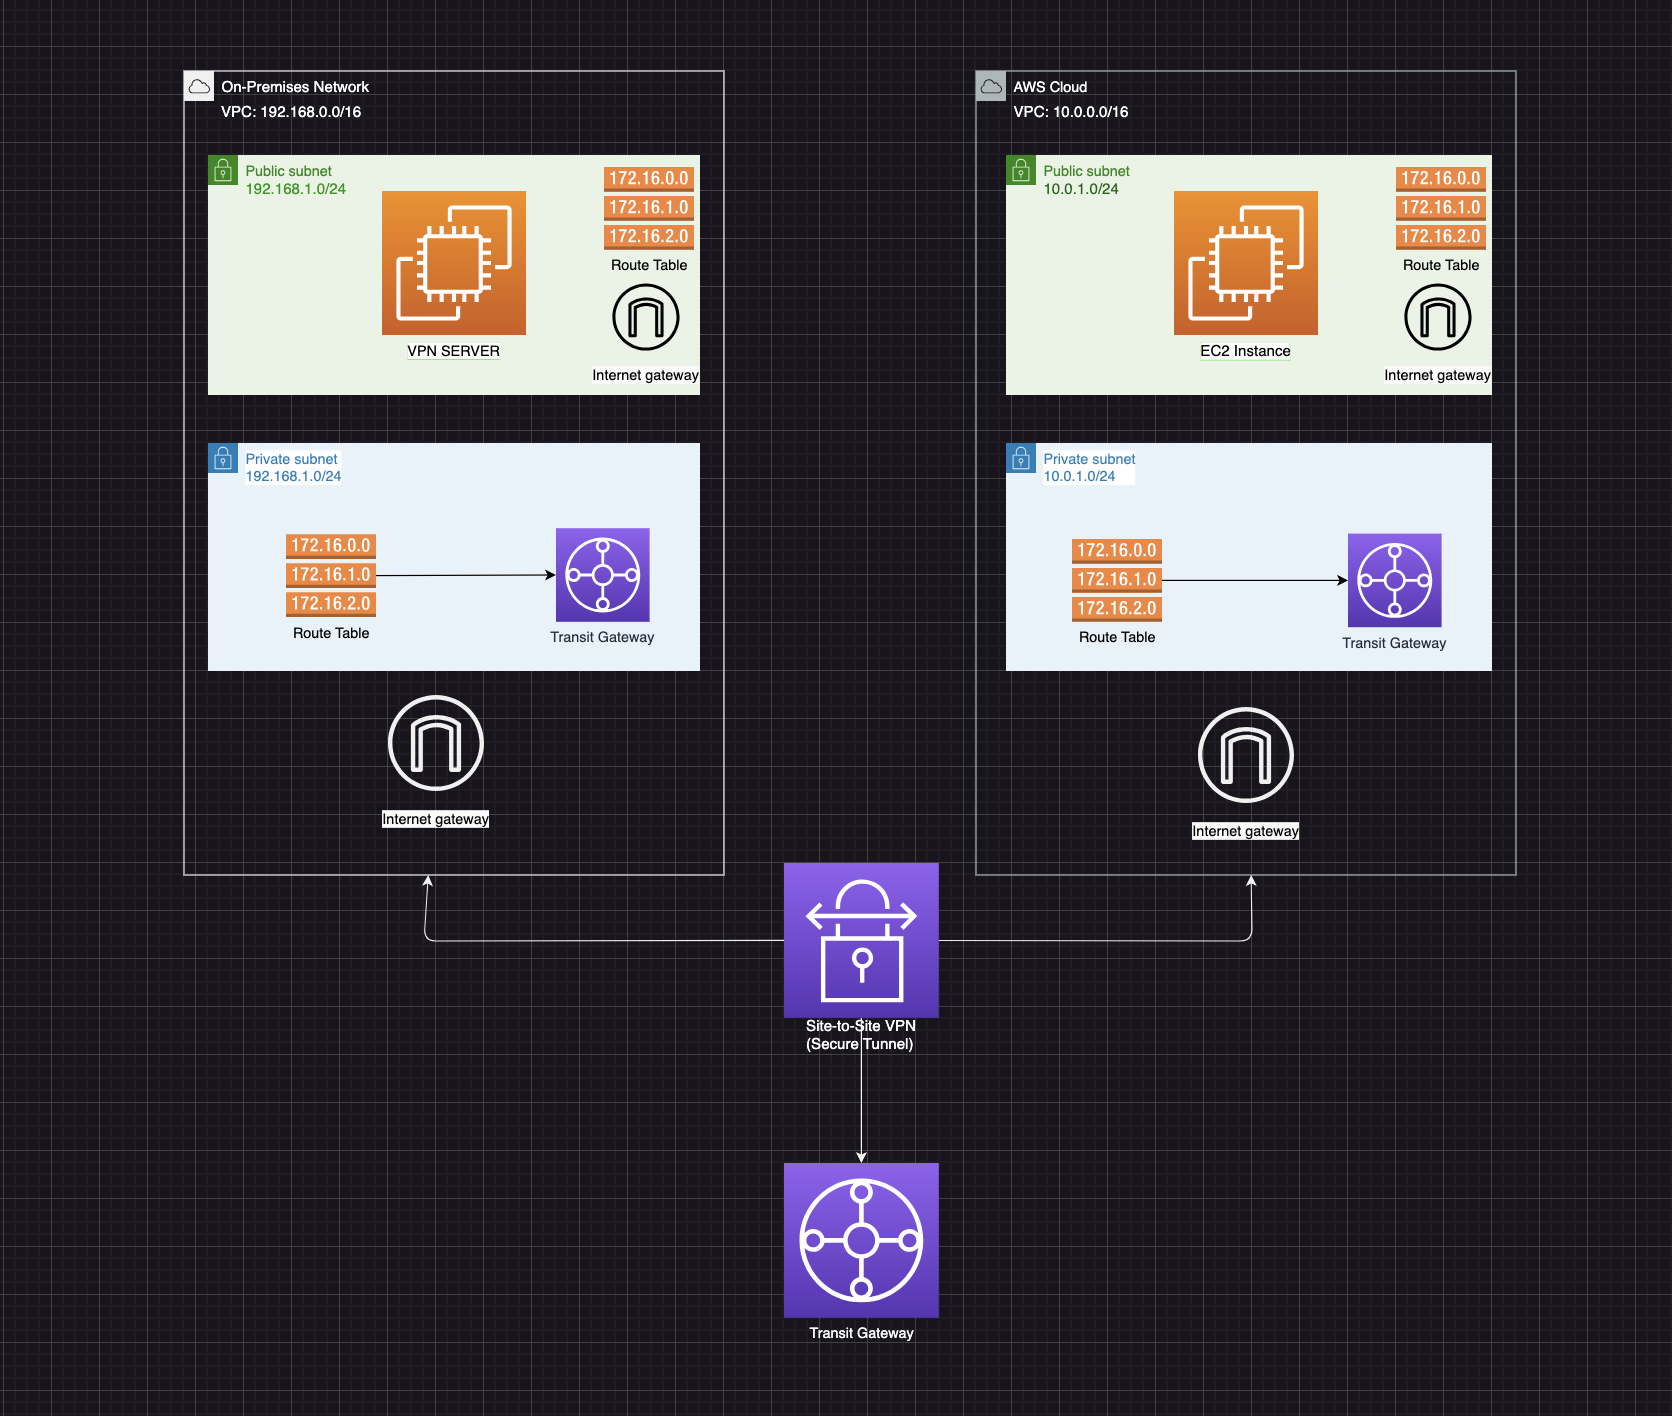 On-Premises Network
VPC: 192.168.0.0/16
Public subnet
192.168.1.0/24
172.16.0.0
172.16.1.0
172.16.2.0
Route Table
VPN SERVER
Internet gateway
Private subnet
192.168.1.0/24
172.16.0.0
172.16.1.0
172.16.2.0
Route Table
Transit Gateway
Internet gateway
AWS Cloud
VPC: 10.0.0.0/16
Public subnet
10.0.1.0/24
172.16.0.0
172.16.1.0
172.16.2.0
Route Table
EC2 Instance
Internet gateway
Private subnet
10.0.1.0/24
172.16.0.0
172.16.1.0
172.16.2.0
Route Table
Transit Gateway
Internet gateway
Site-to-Site VPN
(Secure Tunnel)
Transit Gateway